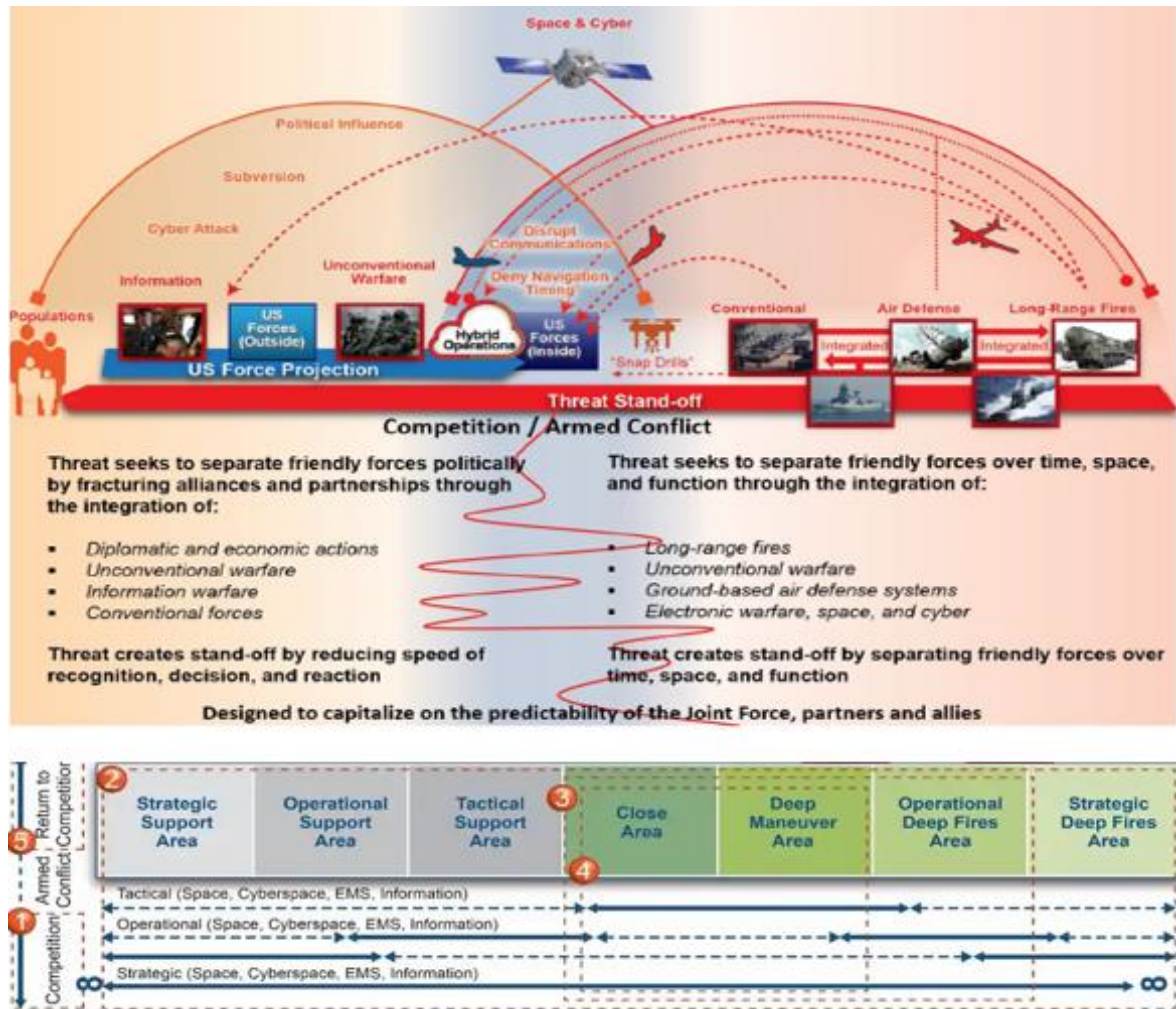 Space & Cyber
Political Influence
Subversion
Cyber Attack
Disrupt
Communications
Information
Unconventional
Warfare
Deny Navigation
Timing
Populations
US
Forces
(Outside)
Hybrid
Operations
US
Forces
(Inside)
"Snap Drills"
Conventional
Air Defense
Long-Range Fires
Integrated
Integrated
US Force Projection
Threat Stand-off
Competition / Armed Conflict
Threat seeks to separate friendly forces politically
by fracturing alliances and partnerships through
the integration of:
▪ Diplomatic and economic actions
▪ Unconventional warfare
▪ Information warfare
▪ Conventional forces
Threat creates stand-off by reducing speed of
recognition, decision, and reaction
Threat seeks to separate friendly forces over time, space,
and function through the integration of:
▪ Long-range fires
▪ Unconventional warfare
▪ Ground-based air defense systems
▪ Electronic warfare, space, and cyber
Threat creates stand-off by separating friendly forces over
time, space, and function
Designed to capitalize on the predictability of the Joint Force, partners and allies
Return to
Competition
5
Armed
Conflict
1
Competition
2
Strategic
Support
Area
Operational
Support
Area
Tactical
Support
Area
3
Close
Area
4
Deep
Maneuver
Area
Operational
Deep Fires
Area
Strategic
Deep Fires
Area
Tactical (Space, Cyberspace, EMS, Information)
Operational (Space, Cyberspace, EMS, Information)
Strategic (Space, Cyberspace, EMS, Information)
∞
∞